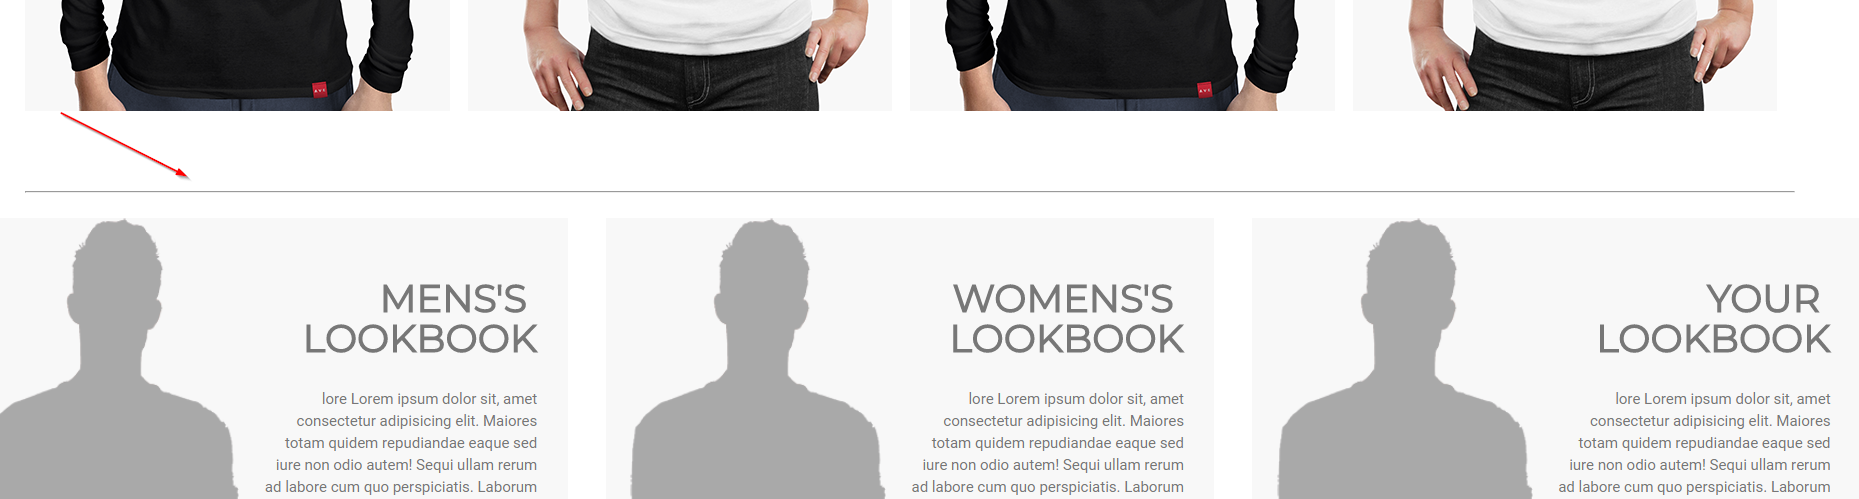 MENS'S
LOOKBOOK
lore Lorem ipsum dolor sit, amet
consectetur adipisicing elit. Maiores
totam quidem repudiandae eaque sed
iure non odio autem! Sequi ullam rerum
ad labore cum quo perspiciatis. Laborum
WOMENS'S
LOOKBOOK
lore Lorem ipsum dolor sit, amet
consectetur adipisicing elit. Maiores
totam quidem repudiandae eaque sed
iure non odio autem! Sequi ullam rerum
ad labore cum quo perspiciatis. Laborum
YOUR
LOOKBOOK
lore Lorem ipsum dolor sit, amet
consectetur adipisicing elit. Maiores
totam quidem repudiandae eaque sed
iure non odio autem! Sequi ullam rerum
ad labore cum quo perspiciatis. Laborum